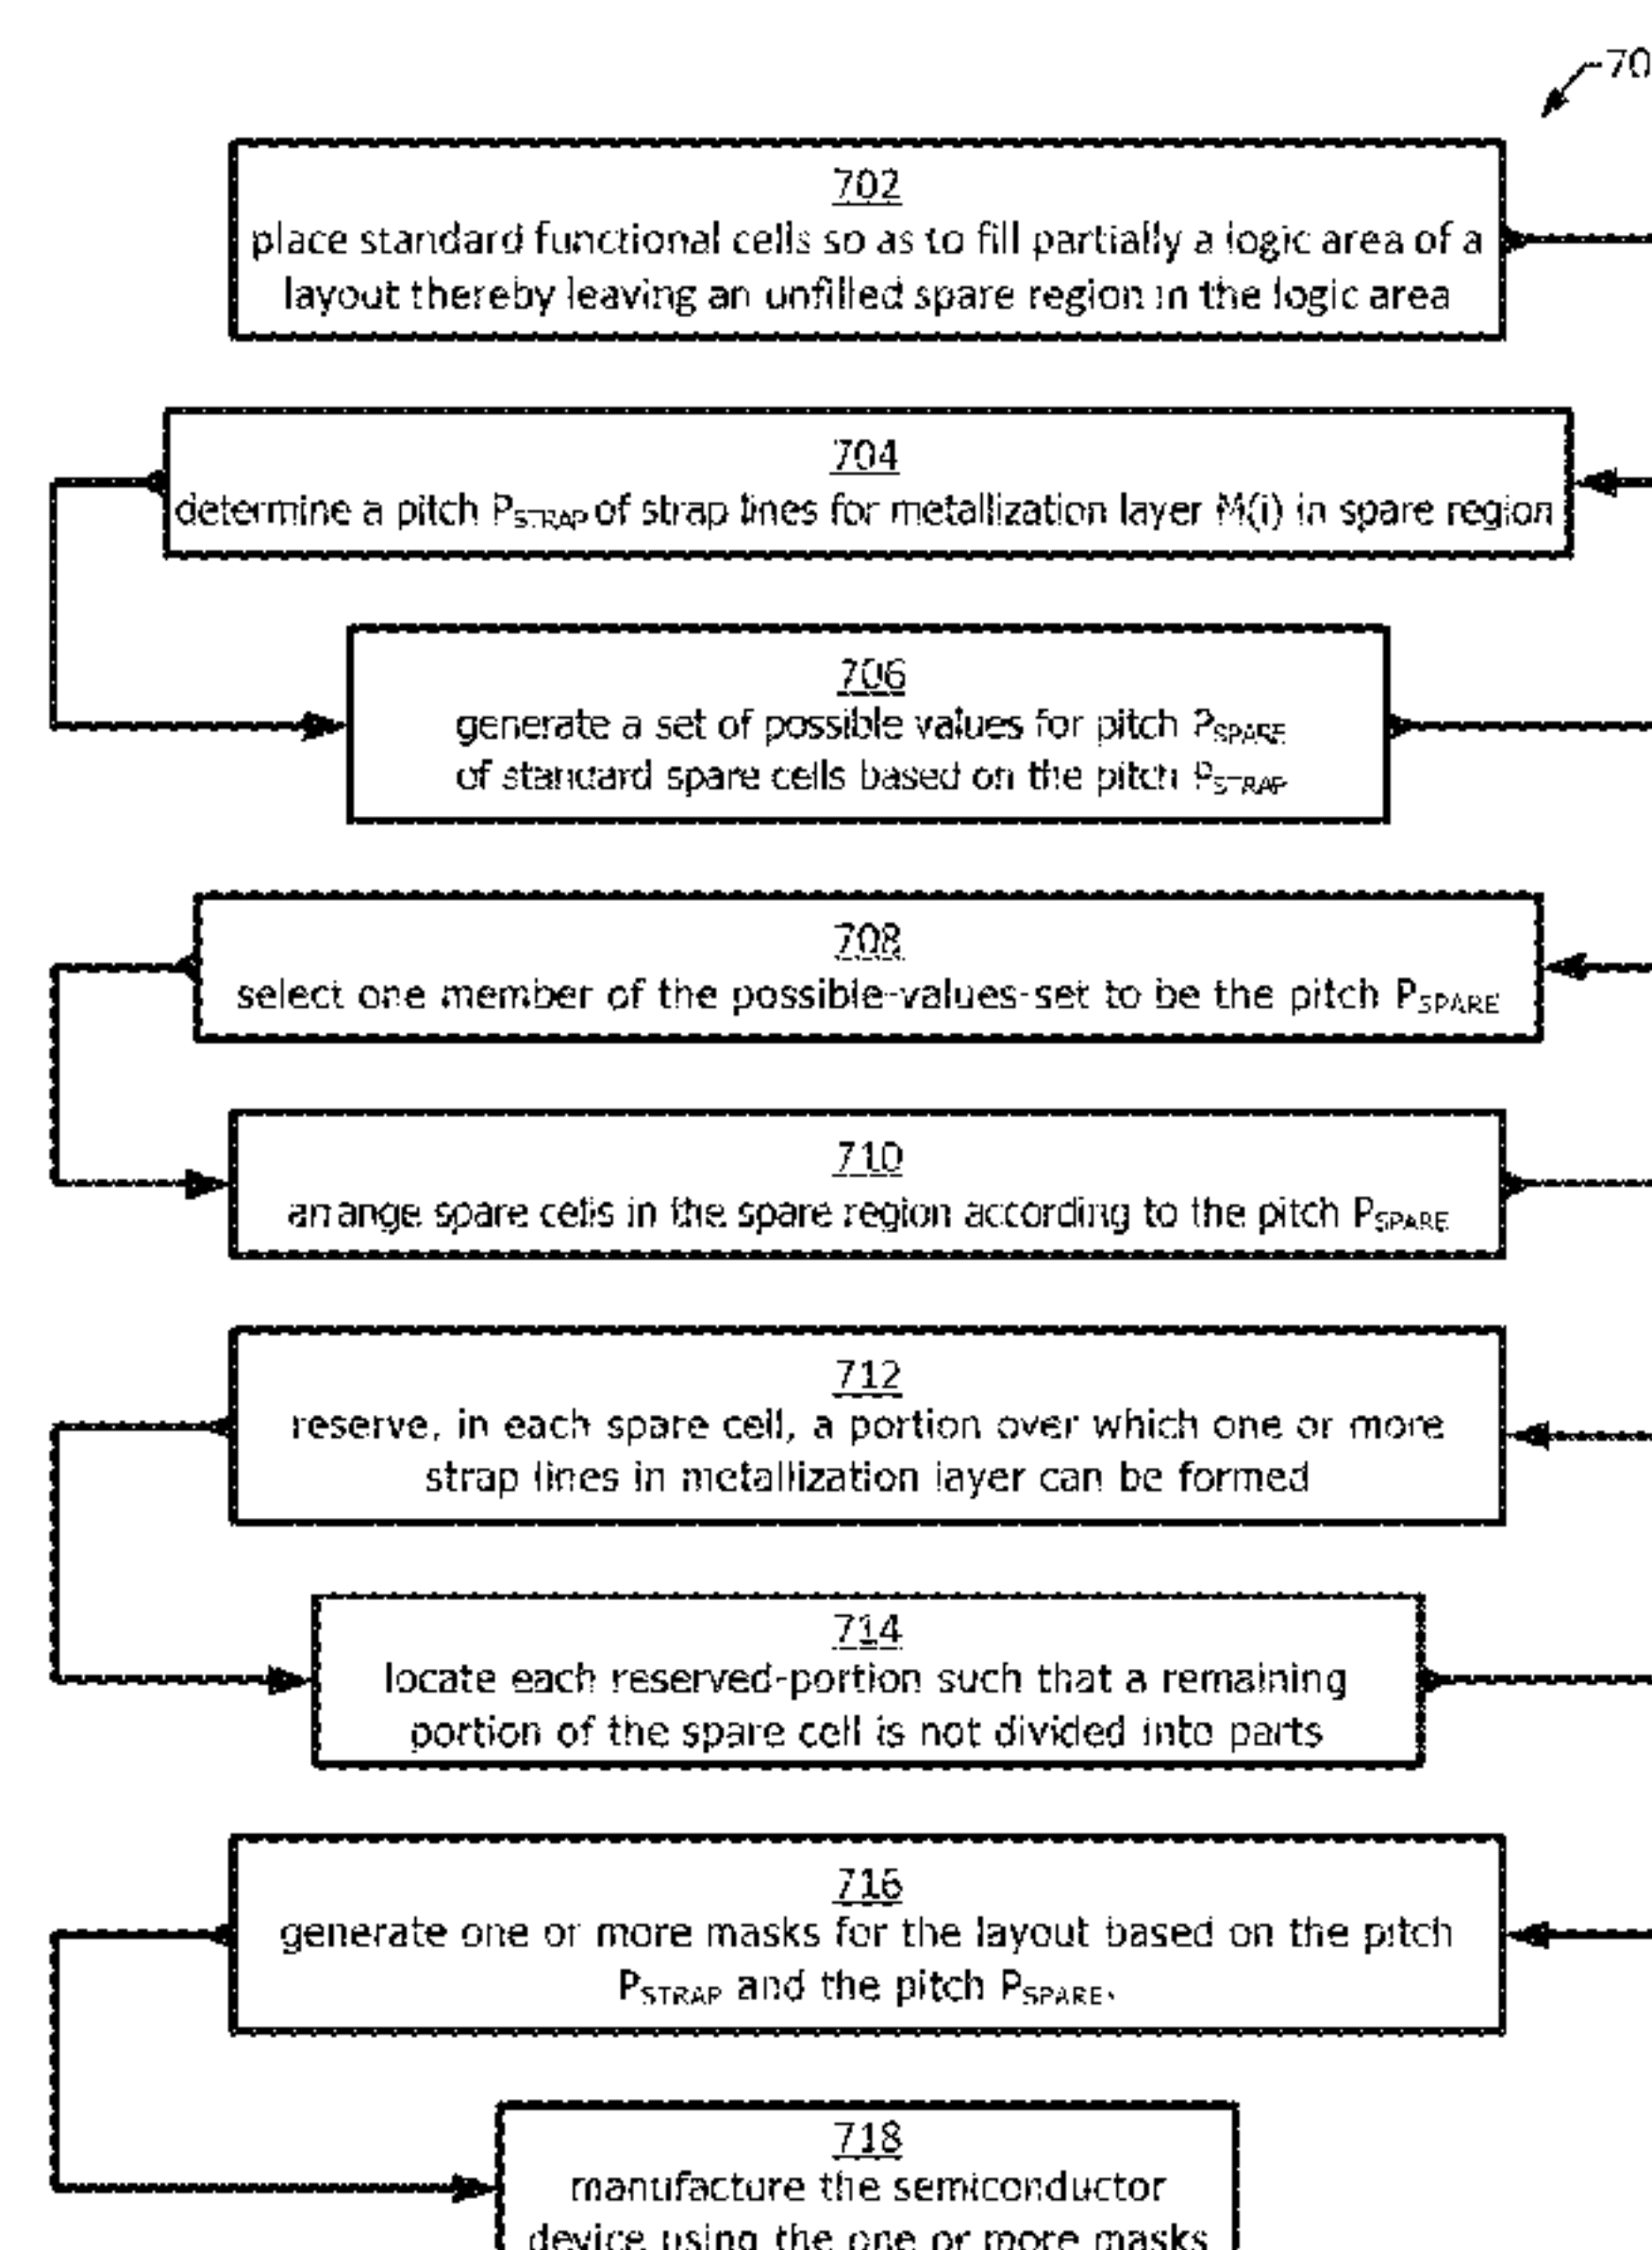 70
702
place standard functional cells so as to fill partially a logic area of a
layout thereby leaving an unfilled spare region in the logic area
704
determine a pitch PSTRAP of strap lines for metallization layer M(i) in spare region
706
generate a set of possible values for pitch PSPARE
of standard spare cells based on the pitch PSTRAP
708
select one member of the possible-values-set to be the pitch PSPARE
710
arrange spare cells in the spare region according to the pitch PSPARE
712
reserve, in each spare cell, a portion over which one or more
strap lines in metallization layer can be formed
714
locate each reserved-portion such that a remaining
portion of the spare cell is not divided into parts
716
generate one or more masks for the layout based on the pitch
PSTRAP and the pitch PSPARE,
718
manufacture the semiconductor
device using the one or more masks